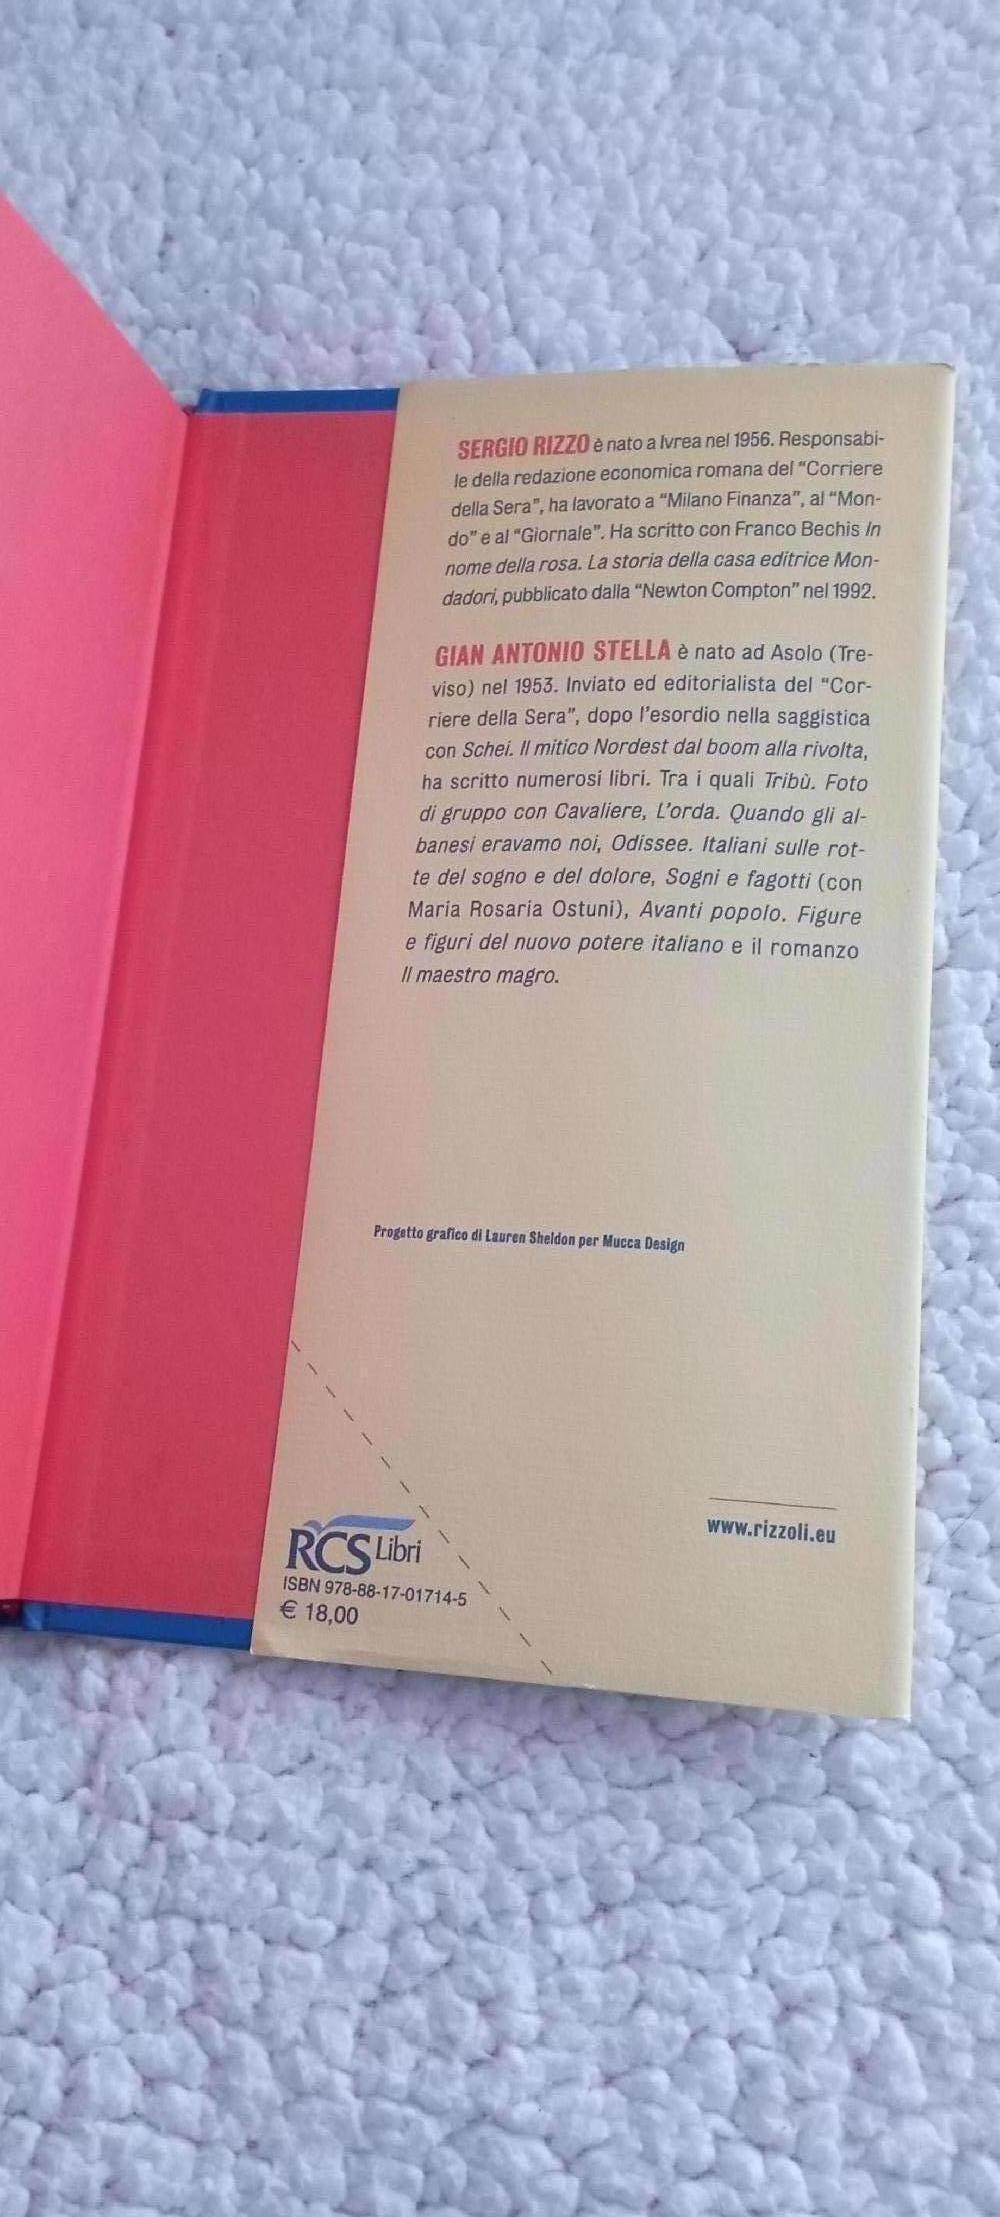 SERGIO RIZZO è nato a Ivrea nel 1956. Responsabi-
le della redazione economica romana del “Corriere
della Sera”, ha lavorato a “Milano Finanza”, al “Mon-
do” e al “Giornale”. Ha scritto con Franco Bechis In
nome della rosa. La storia della casa editrice Mon-
dadori, pubblicato dalla “Newton Compton” nel 1992.
GIAN ANTONIO STELLA è nato ad Asolo (Tre-
viso) nel 1953. Inviato ed editorialista del “Cor-
riere della Sera”, dopo l’esordio nella saggistica
con Schei. Il mitico Nordest dal boom alla rivolta,
ha scritto numerosi libri. Tra i quali Tribù. Foto
di gruppo con Cavaliere, L’orda. Quando gli al-
banesi eravamo noi, Odissee. Italiani sulle rot-
te del sogno e del dolore, Sogni e fagotti (con
Maria Rosaria Ostuni), Avanti popolo. Figure
e figuri del nuovo potere italiano e il romanzo
Il maestro magro.
Progetto grafico di Lauren Sheldon per Mucca Design
www.rizzoli.eu
RCS Libri
ISBN 978-88-17-01714-5
€ 18,00